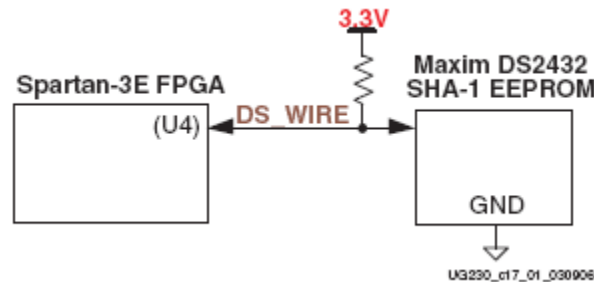 3.3V
Maxim DS2432
Spartan-3E FPGA
SHA-1 EEPROM
DS_WIRE
(U4)
GND
UG230_c17_01_030906